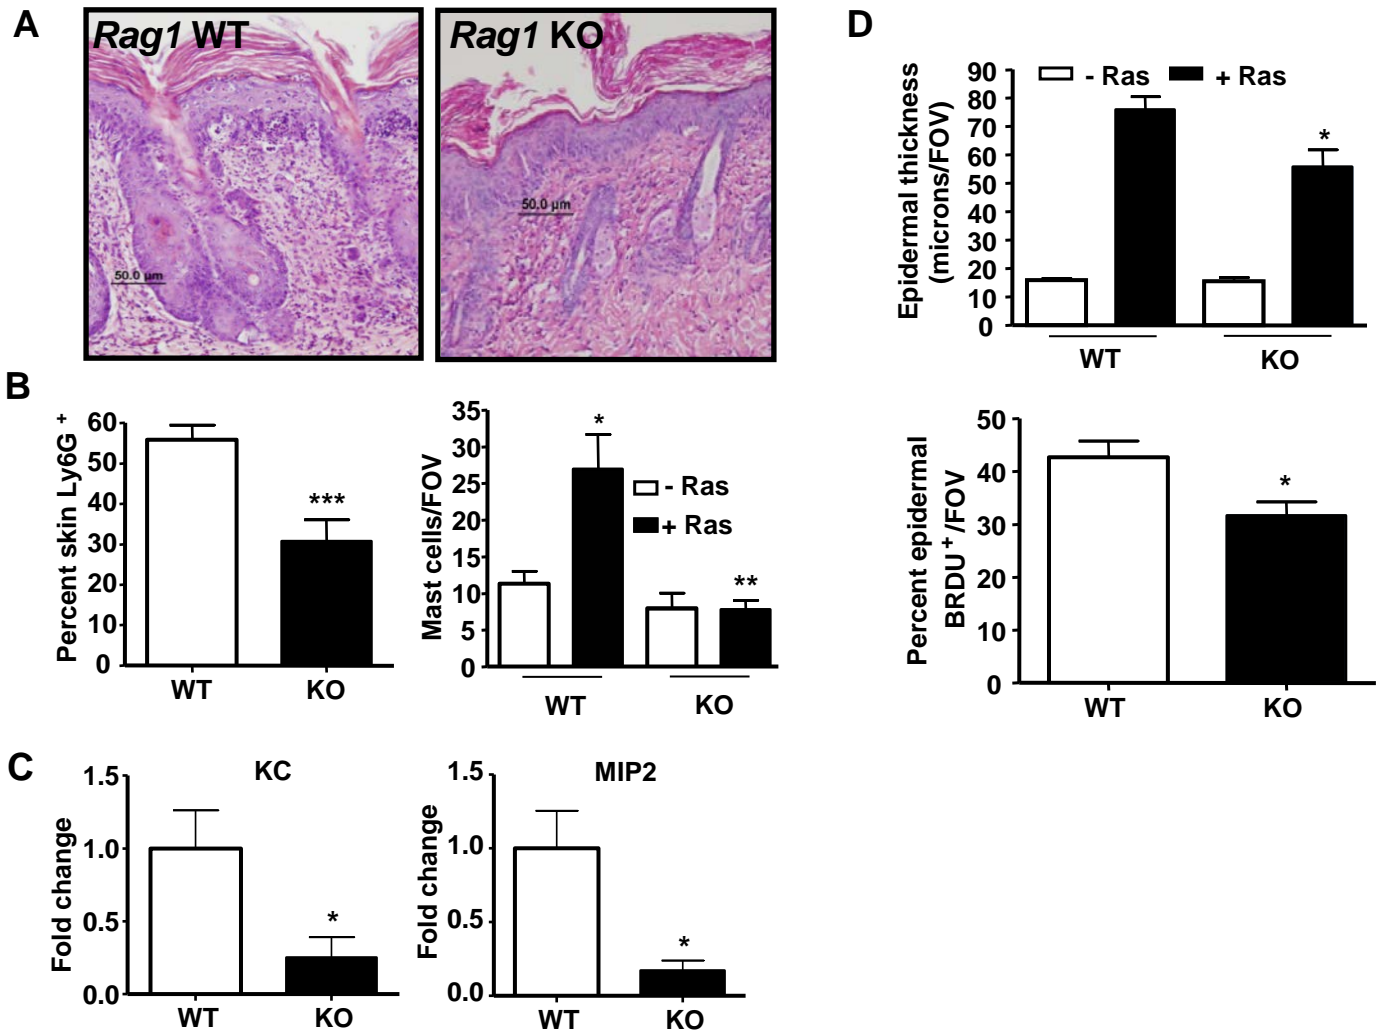 A
Rag1 WT
Rag1 KO
50.0 µm
50.0 µm
B
Percent skin Ly6G +
60
50
40
30
20
10
0
***
WT
KO
Mast cells/FOV
35
30
25
20
15
10
5
0
*
**
- Ras
+ Ras
WT
KO
C
KC
Fold change
1.5
1.0
0.5
0.0
*
WT
KO
MIP2
Fold change
1.5
1.0
0.5
0.0
*
WT
KO
D
Epidermal thickness
(microns/FOV)
90
80
70
60
50
40
30
20
10
0
- Ras
+ Ras
*
WT
KO
Percent epidermal
BRDU +/FOV
50
40
30
20
10
0
*
WT
KO